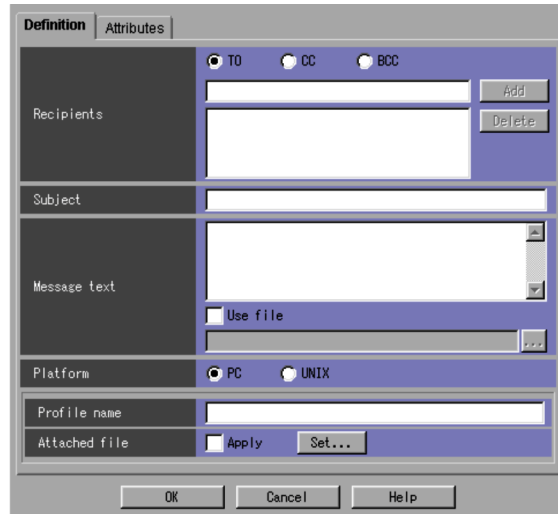 Definition Attributes
Recipients TO CC BCC
Add
Delete
Subject
Message text
Use file
...
Platform PC UNIX
Profile name
Attached file Apply Set...
OK Cancel Help